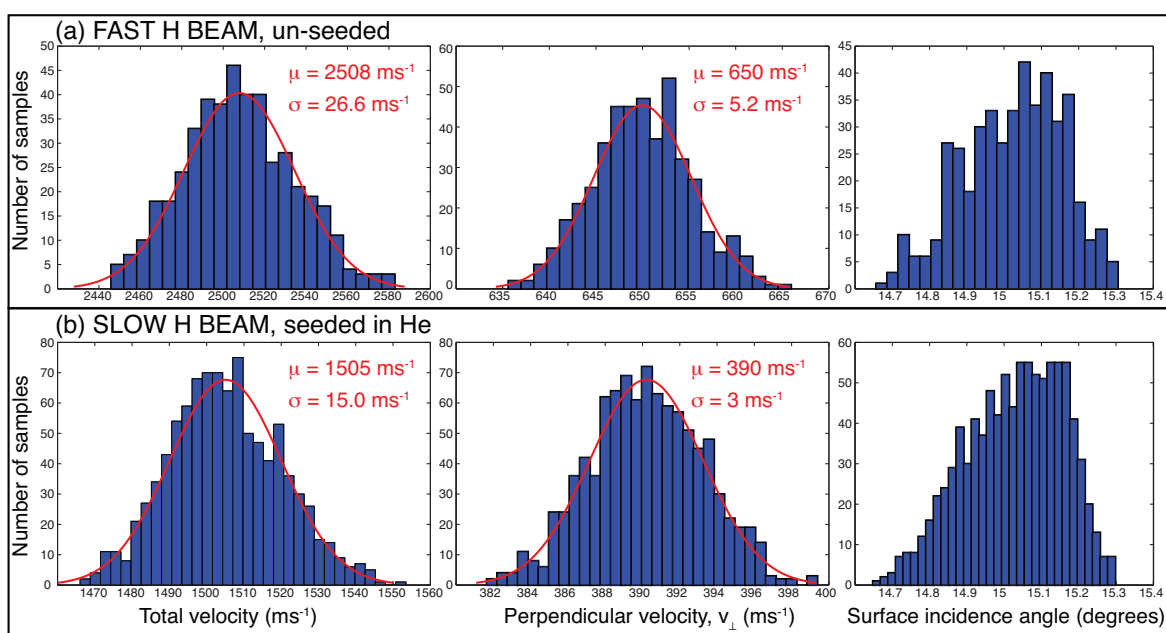 (a) FAST H BEAM, un-seeded
Number of samples
50
45
40
35
30
25
20
15
10
5
0
μ = 2508 ms⁻¹
σ = 26.6 ms⁻¹
2440 2460 2480 2500 2520 2540 2560 2580 2600
60
50
40
30
20
10
0
μ = 650 ms⁻¹
σ = 5.2 ms⁻¹
635 640 645 650 655 660 665 670
45
40
35
30
25
20
15
10
5
0
14.7 14.8 14.9 15 15.1 15.2 15.3 15.4
(b) SLOW H BEAM, seeded in He
Number of samples
80
70
60
50
40
30
20
10
0
μ = 1505 ms⁻¹
σ = 15.0 ms⁻¹
1470 1480 1490 1500 1510 1520 1530 1540 1550 1560
Total velocity (ms⁻¹)
80
70
60
50
40
30
20
10
0
μ = 390 ms⁻¹
σ = 3 ms⁻¹
382 384 386 388 390 392 394 396 398 400
Perpendicular velocity, v⊥ (ms⁻¹)
60
50
40
30
20
10
0
14.7 14.8 14.9 15 15.1 15.2 15.3 15.4
Surface incidence angle (degrees)